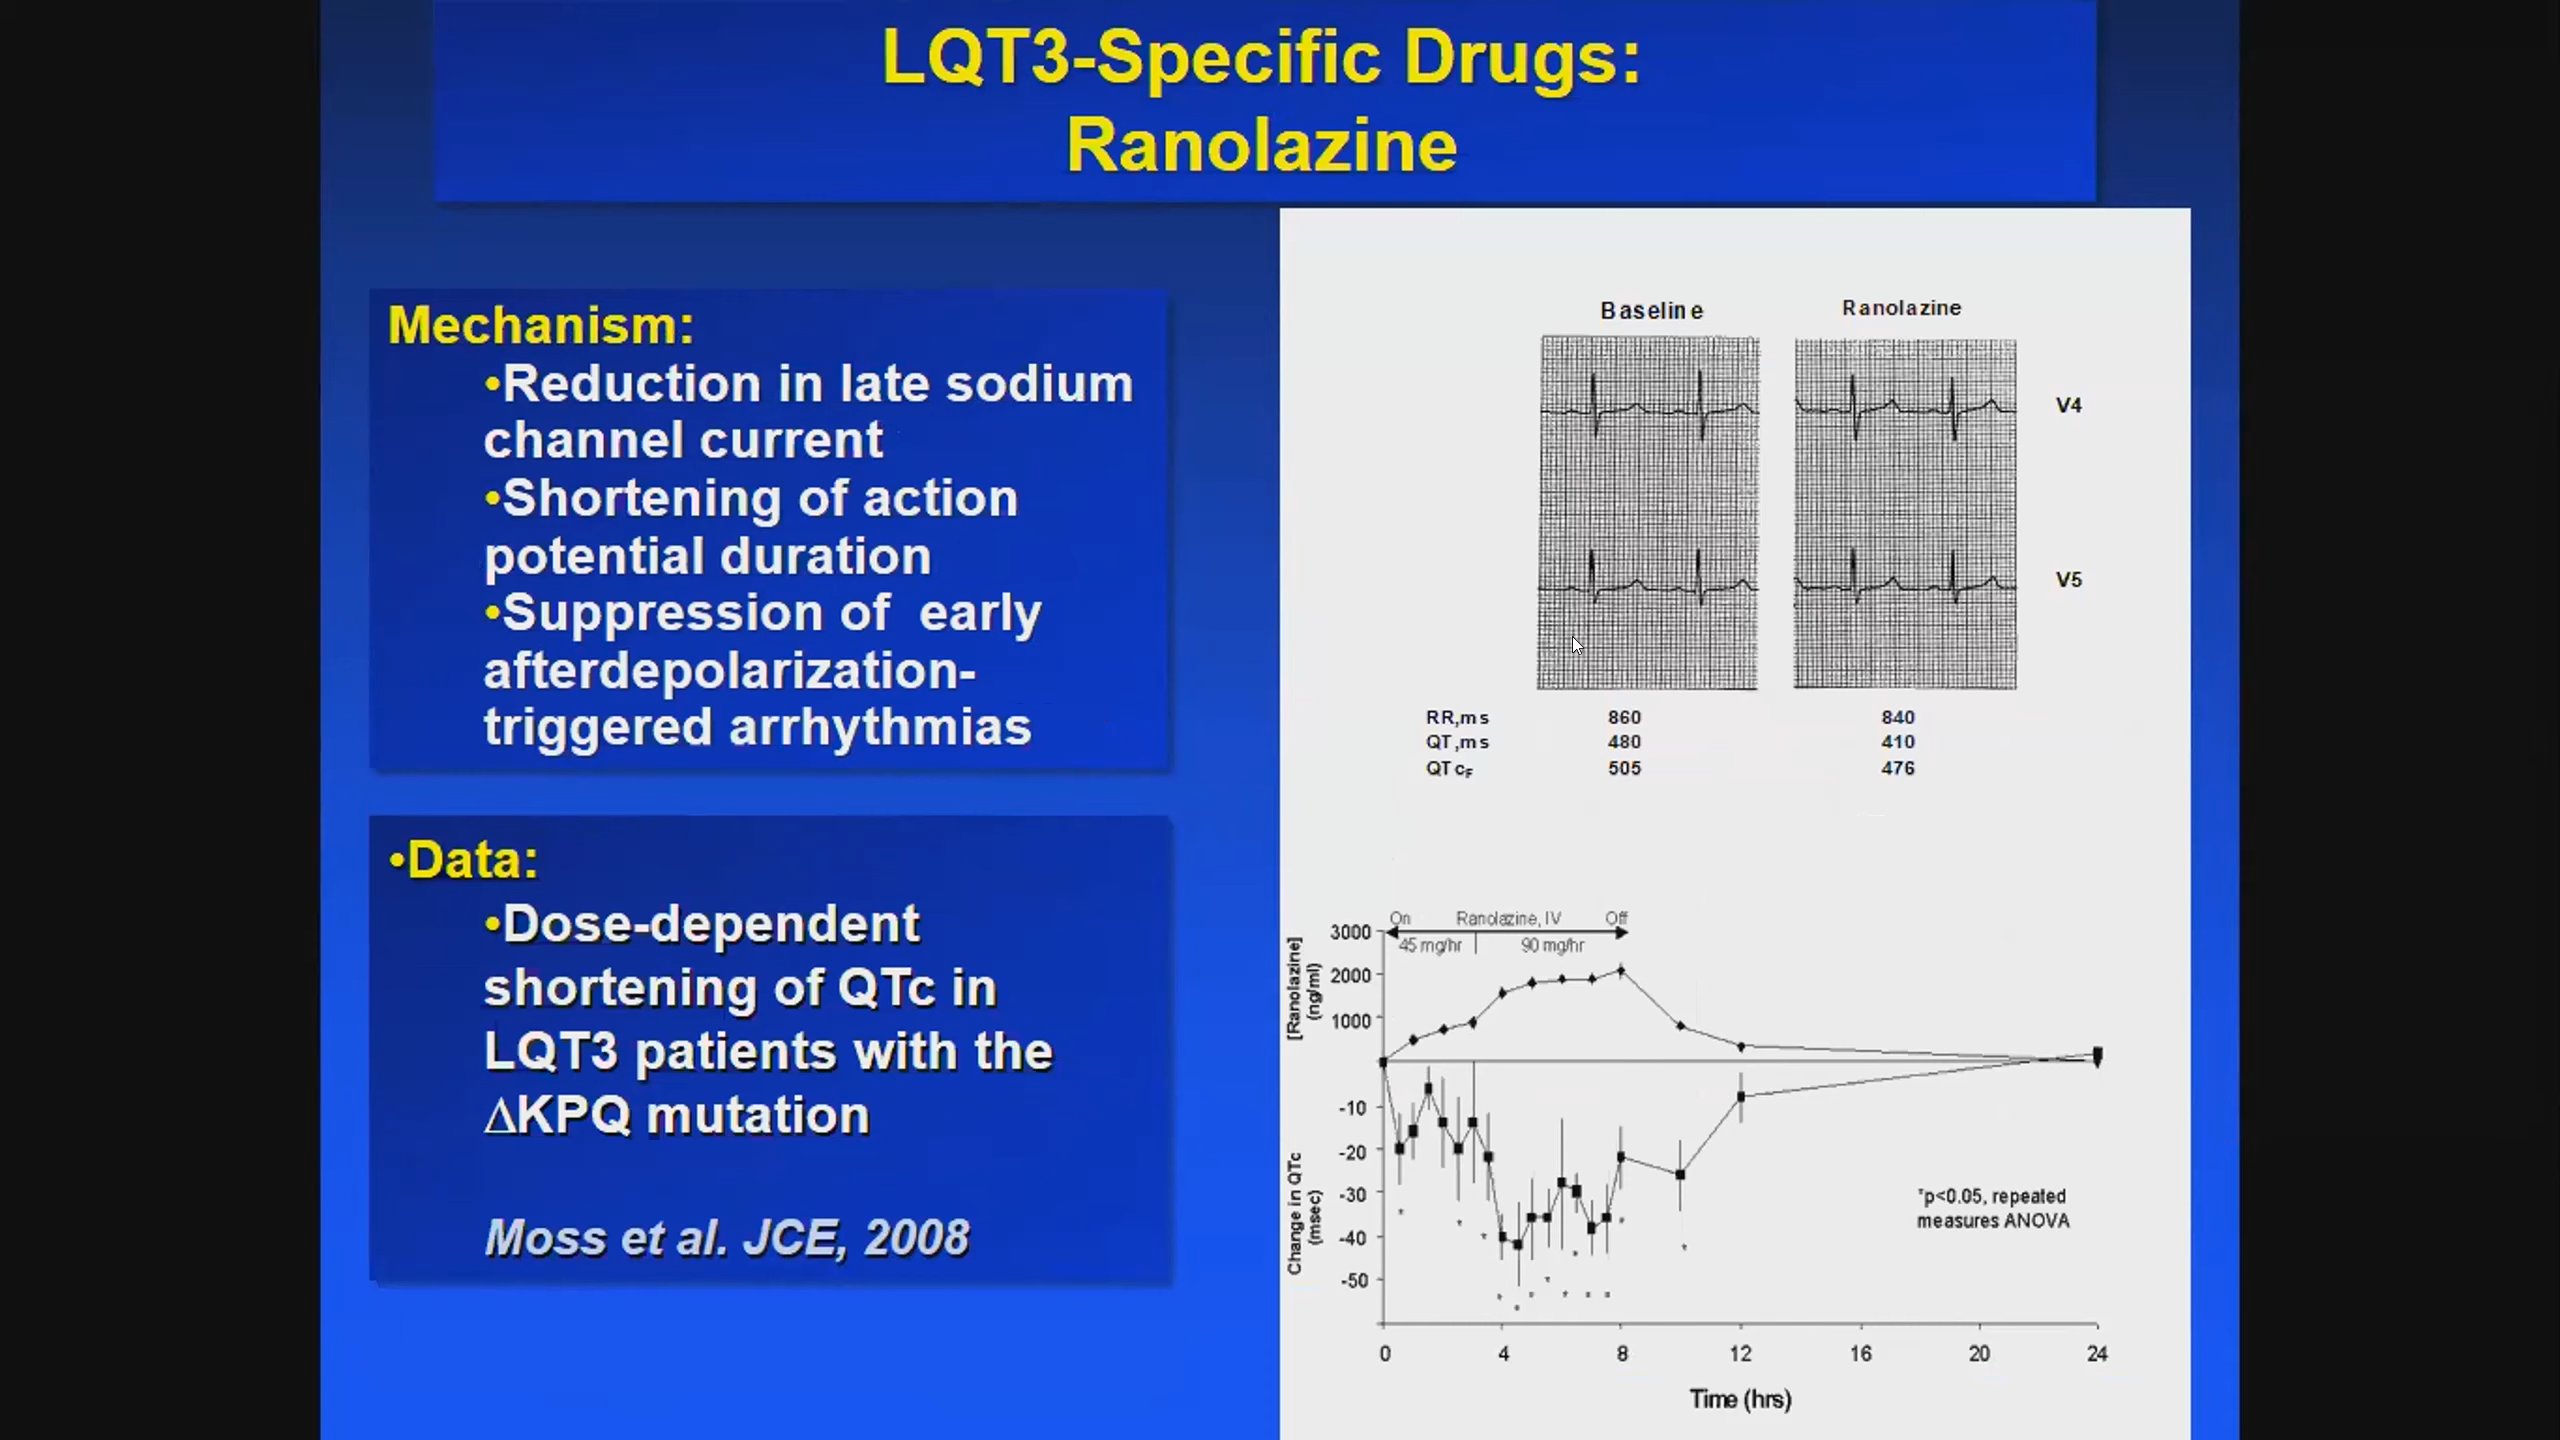 LQT3-Specific Drugs:
Ranolazine
Mechanism:
•Reduction in late sodium
channel current
•Shortening of action
potential duration
•Suppression of  early
afterdepolarization-
triggered arrhythmias
•Data:
•Dose-dependent
shortening of QTc in
LQT3 patients with the
ΔKPQ mutation
Moss et al. JCE, 2008
Baseline
Ranolazine
V4
V5
RR,ms 860 840
QT,ms 480 410
QTcF 505 476
On Ranolazine, IV Off
45 mg/hr 90 mg/hr
[Ranolazine]
(ng/ml)
3000
2000
1000
Change in QTc
(msec)
-10
-20
-30
-40
-50
*p<0.05, repeated
measures ANOVA
0 4 8 12 16 20 24
Time (hrs)